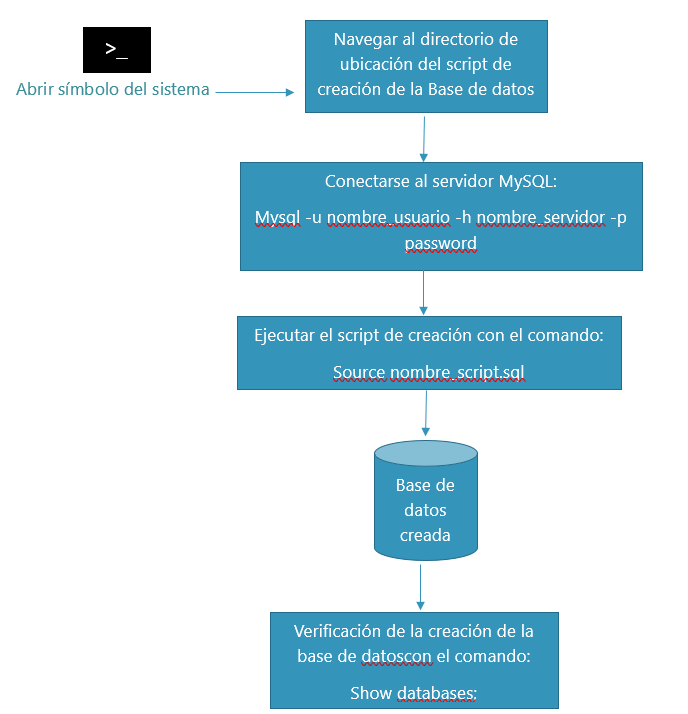 >_
Abrir símbolo del sistema
Navegar al directorio de
ubicación del script de
creación de la Base de datos
Conectarse al servidor MySQL:
Mysql -u nombre_usuario -h nombre_servidor -p
password
Ejecutar el script de creación con el comando:
Source nombre_script.sql
Base de
datos
creada
Verificación de la creación de la
base de datoscon el comando:
Show databases: